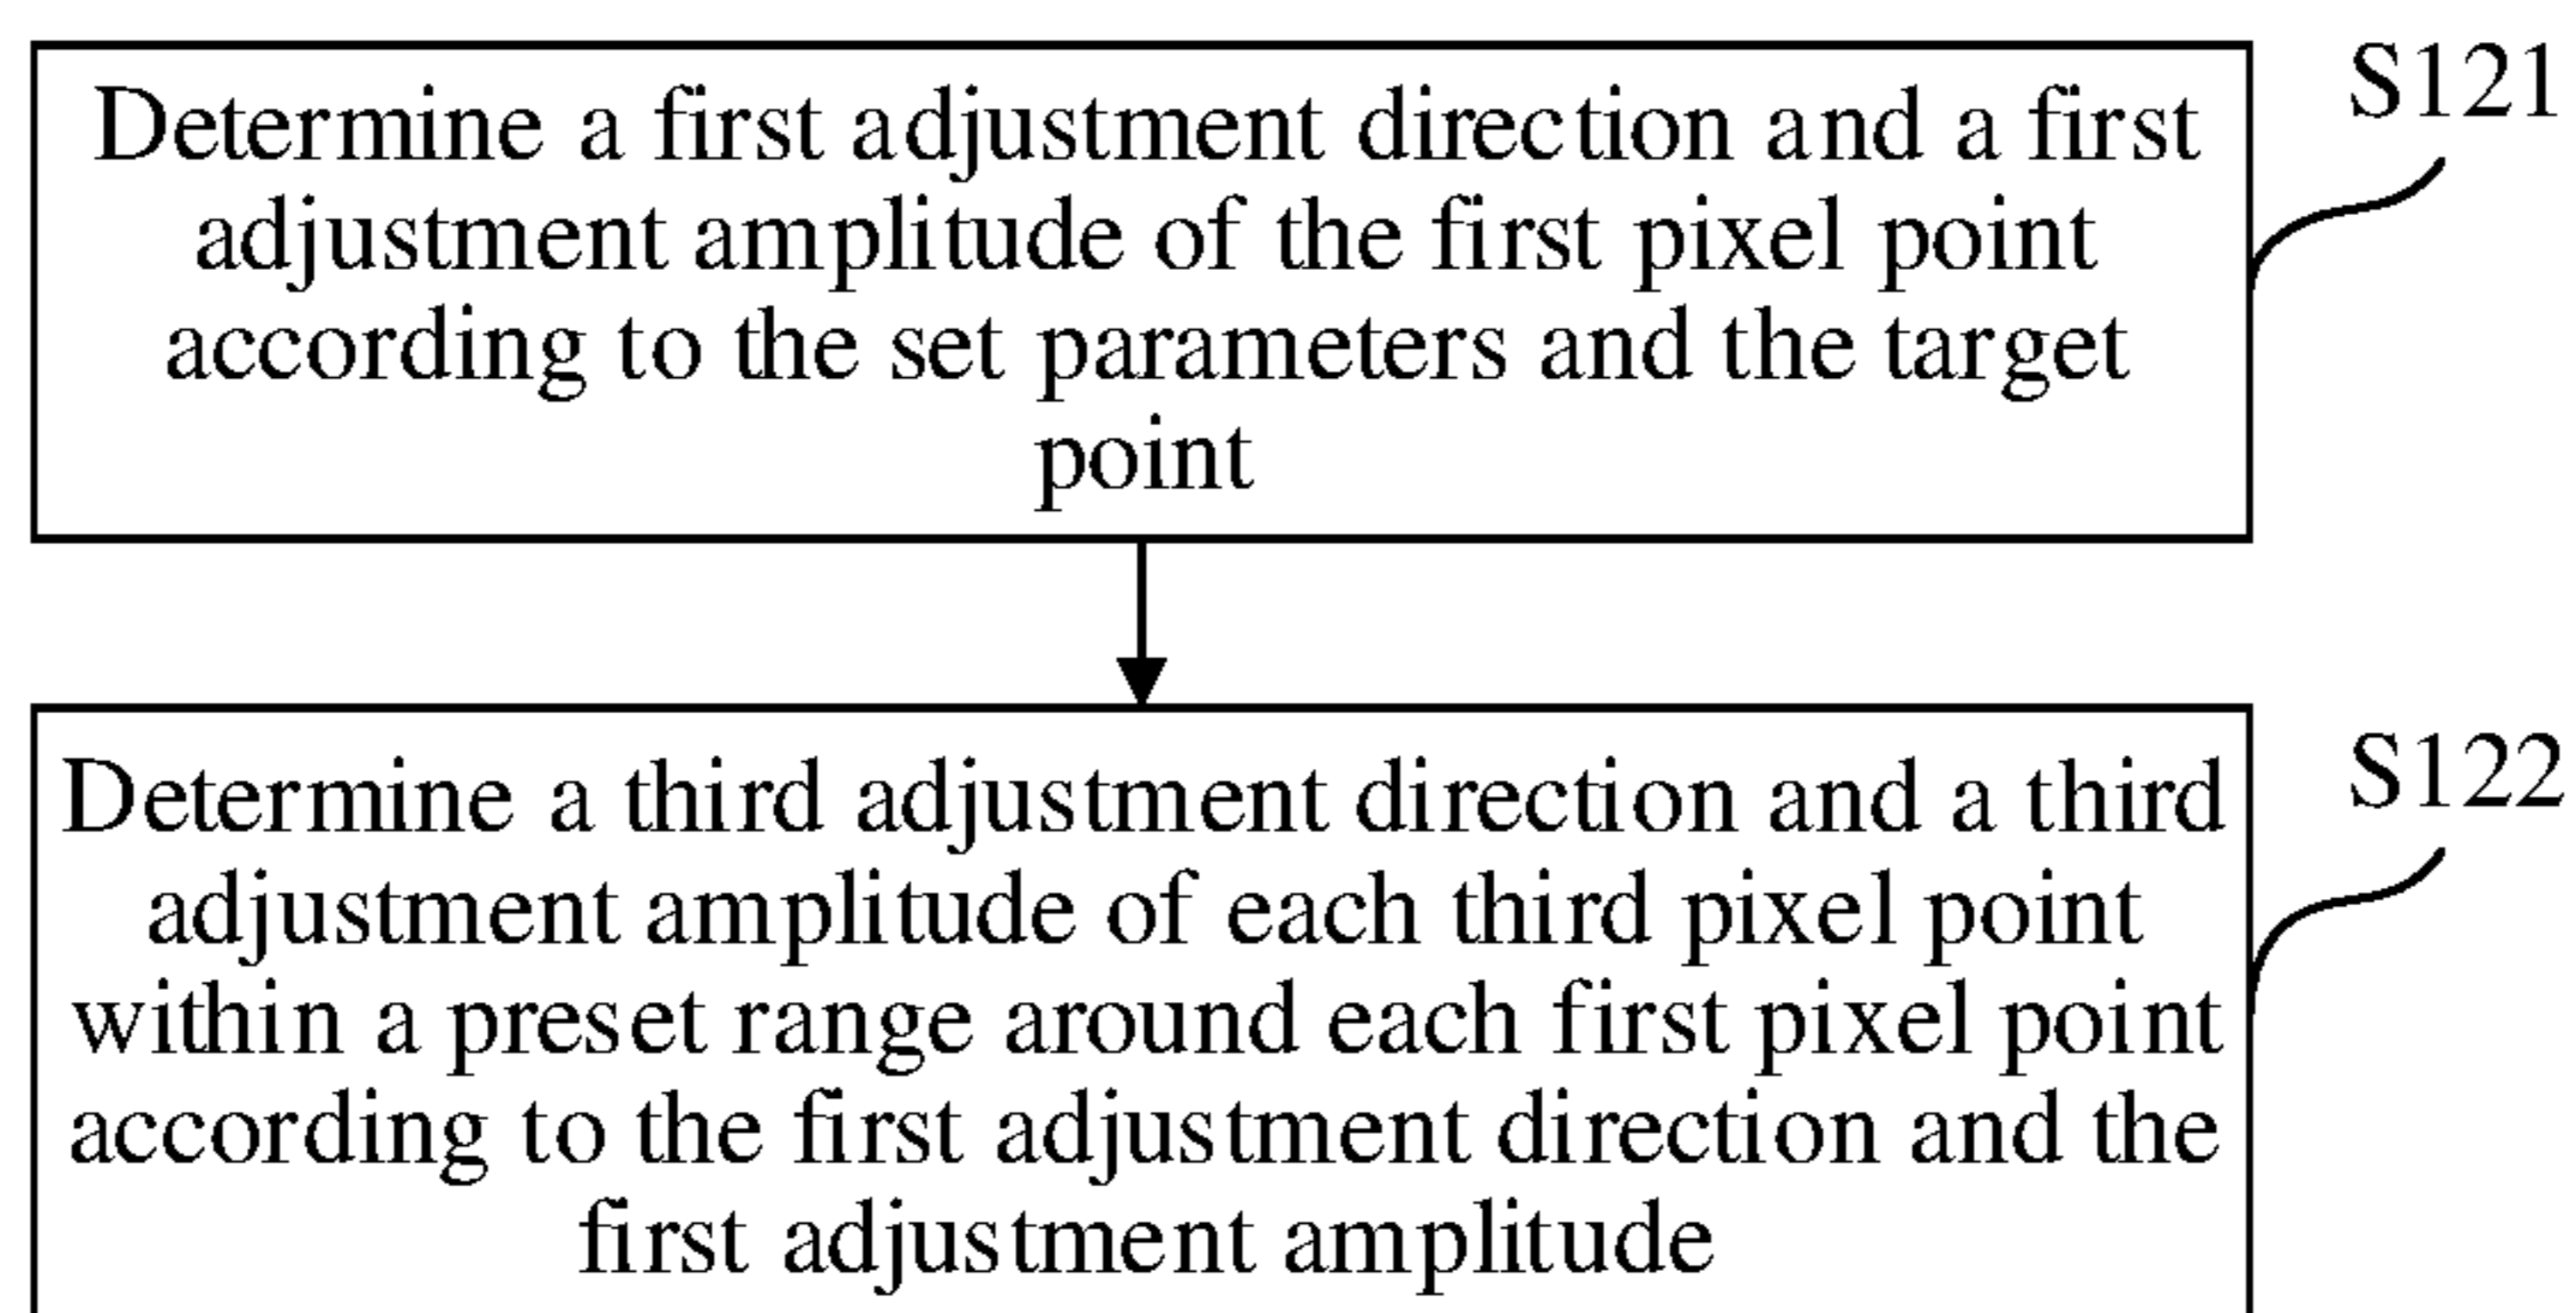 Determine a first adjustment direction and a first
adjustment amplitude of the first pixel point
according to the set parameters and the target
point
S121
Determine a third adjustment direction and a third
adjustment amplitude of each third pixel point
within a preset range around each first pixel point
according to the first adjustment direction and the
first adjustment amplitude
S122